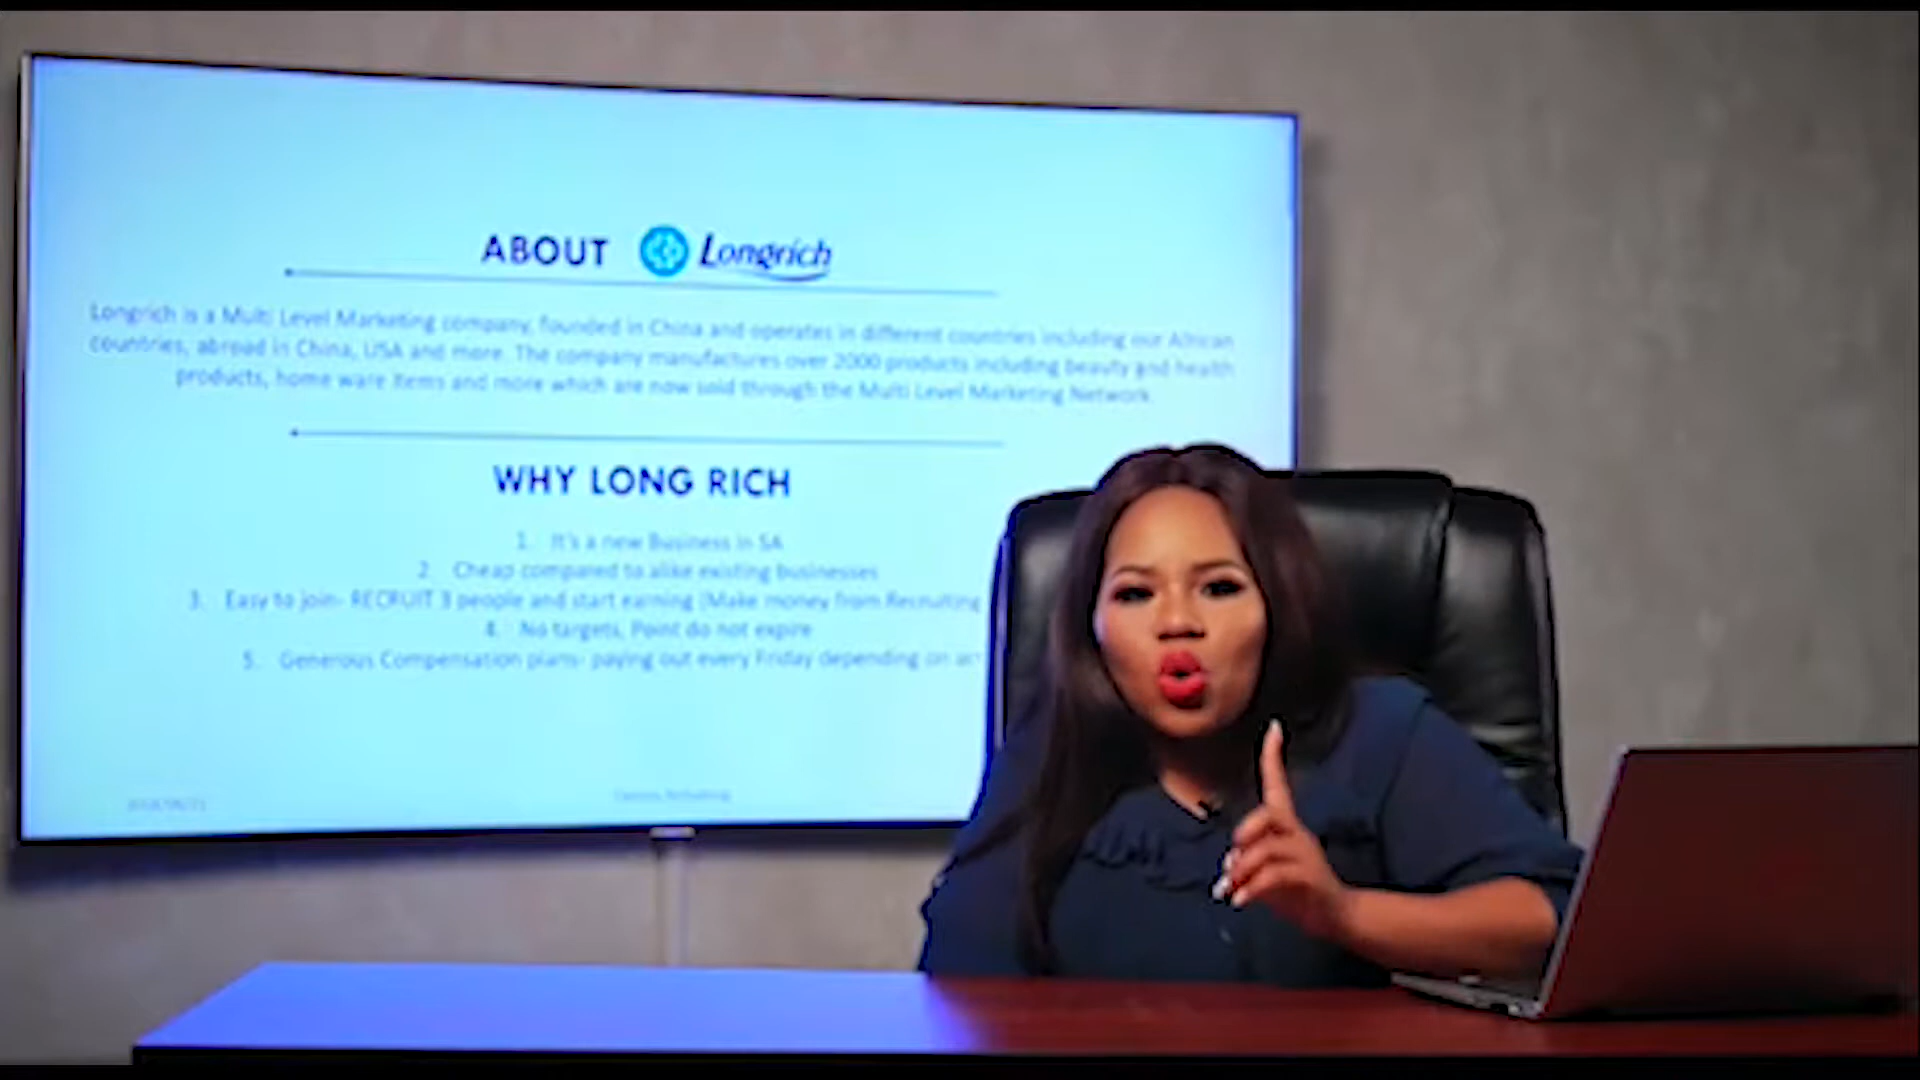 ABOUT Longrich
Longrich is a Multi Level Marketing company, founded in China and operates in different countries including our African
countries, abroad in China, USA and more. The company manufactures over 2000 products including beauty and health
products, home ware items and more which are now sold through the Multi Level Marketing Network
WHY LONG RICH
1. It's a new Business in SA
2. Cheap compared to alike existing businesses
3. Easy to join- RECRUIT 3 people and start earning (Make money from Recruiting
4. No targets, Point do not expire
5. Generous Compensation plans- paying out every Friday depending on